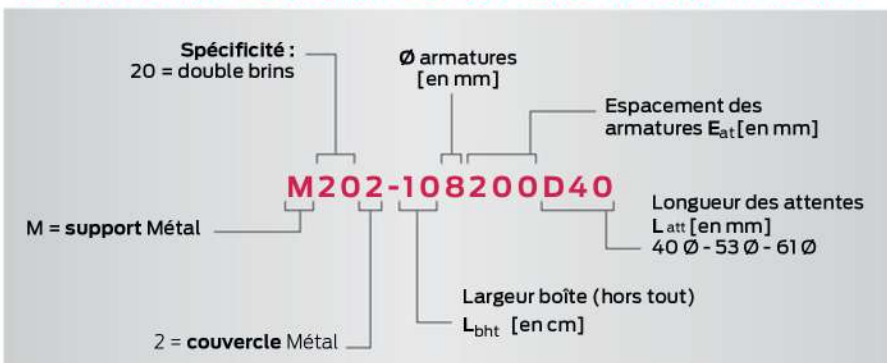 Spécificité :
20 = double brins
Ø armatures
[en mm]
Espacement des
armatures Eat [en mm]
M202-108200D40
M = support Métal
Longueur des attentes
L att [en mm]
40 Ø - 53 Ø - 61 Ø
Largeur boîte (hors tout)
Lbht [en cm]
2 = couvercle Métal